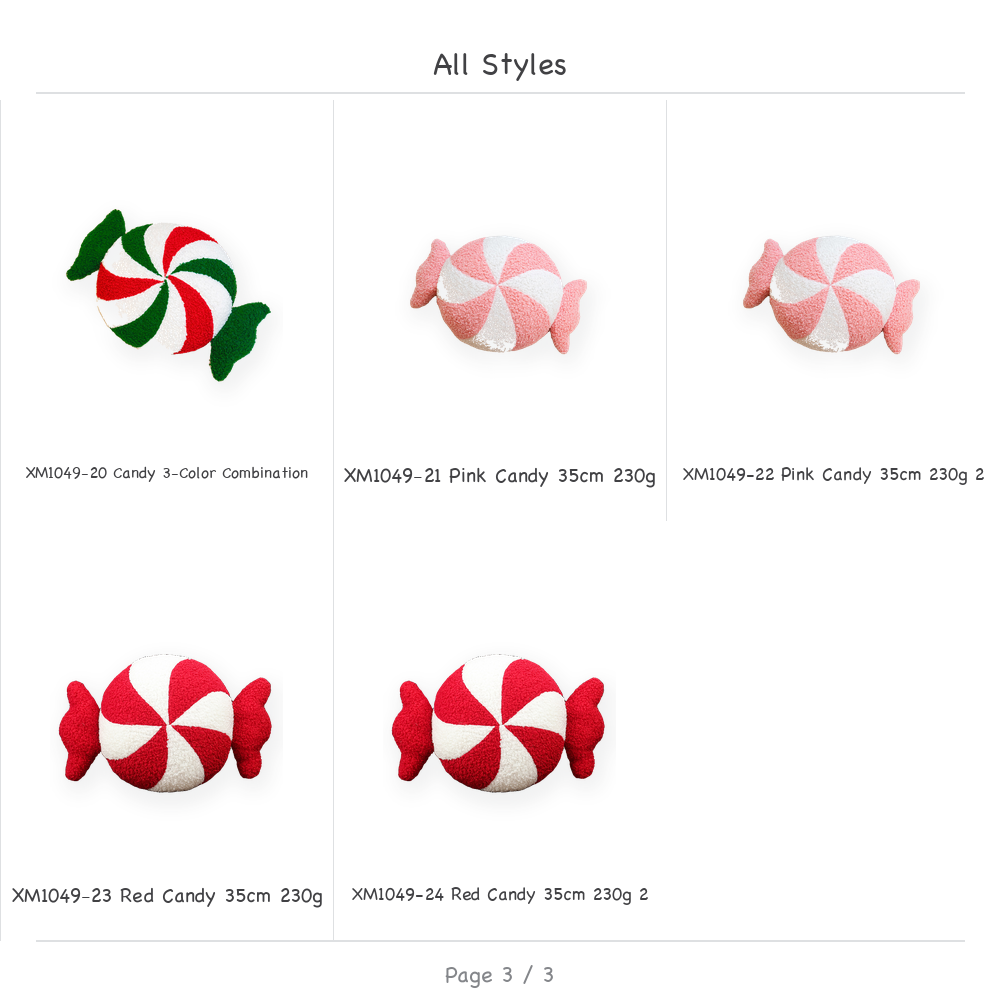 All Styles
XM1049-20 Candy 3-Color Combination
XM1049-21 Pink Candy 35cm 230g
XM1049-22 Pink Candy 35cm 230g 2
XM1049-23 Red Candy 35cm 230g
XM1049-24 Red Candy 35cm 230g 2
Page 3 / 3